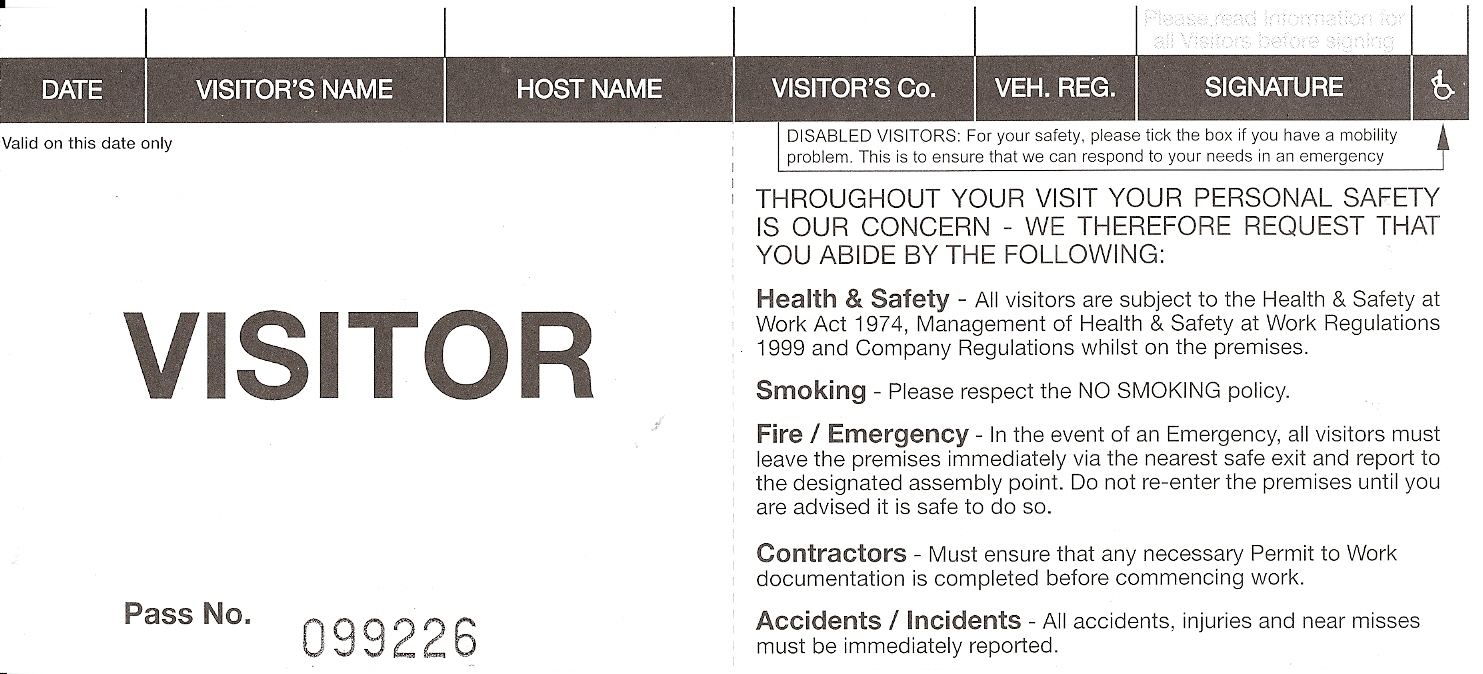 Please read Information for
all Visitors before signing
DATE VISITOR'S NAME HOST NAME VISITOR'S Co. VEH. REG. SIGNATURE
Valid on this date only
DISABLED VISITORS: For your safety, please tick the box if you have a mobility
problem. This is to ensure that we can respond to your needs in an emergency
VISITOR
Pass No. 099226
THROUGHOUT YOUR VISIT YOUR PERSONAL SAFETY
IS OUR CONCERN - WE THEREFORE REQUEST THAT
YOU ABIDE BY THE FOLLOWING:
Health & Safety - All visitors are subject to the Health & Safety at
Work Act 1974, Management of Health & Safety at Work Regulations
1999 and Company Regulations whilst on the premises.
Smoking - Please respect the NO SMOKING policy.
Fire / Emergency - In the event of an Emergency, all visitors must
leave the premises immediately via the nearest safe exit and report to
the designated assembly point. Do not re-enter the premises until you
are advised it is safe to do so.
Contractors - Must ensure that any necessary Permit to Work
documentation is completed before commencing work.
Accidents / Incidents - All accidents, injuries and near misses
must be immediately reported.